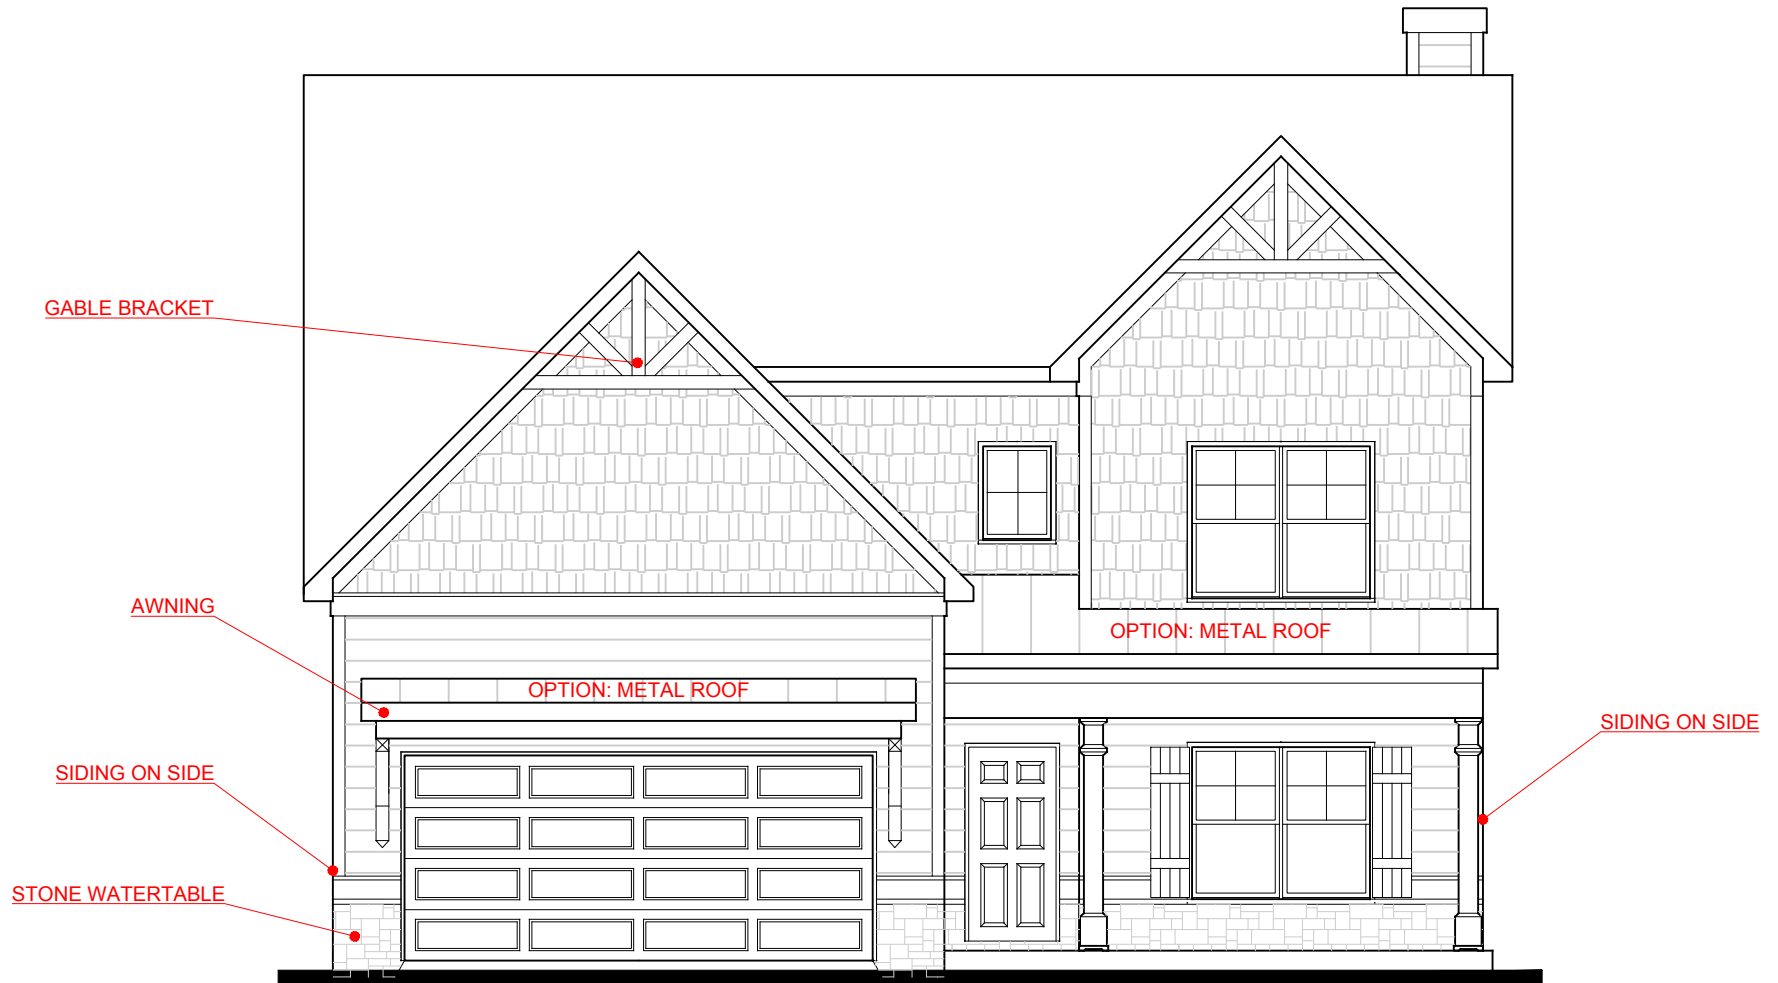 GABLE BRACKET
AWNING
OPTION: METAL ROOF
OPTION: METAL ROOF
SIDING ON SIDE
SIDING ON SIDE
STONE WATERTABLE